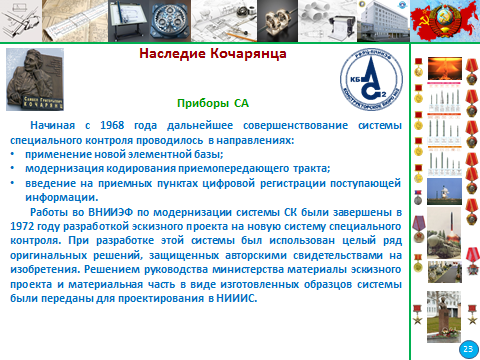 Наследие Кочарянца
КБ АС 2
КОНСТРУКТОРСКОЕ БЮРО №2
КОЧАРЯНЦ
Приборы СА
Начиная с 1968 года дальнейшее совершенствование системы
специального контроля проводилось в направлениях:
• применение новой элементной базы;
• модернизация кодирования приемопередающего тракта;
• введение на приемных пунктах цифровой регистрации поступающей
информации.
Работы во ВНИИЭФ по модернизации системы СК были завершены в
1972 году разработкой эскизного проекта на новую систему специального
контроля. При разработке этой системы был использован целый ряд
оригинальных решений, защищенных авторскими свидетельствами на
изобретения. Решением руководства министерства материалы эскизного
проекта и материальная часть в виде изготовленных образцов системы
были переданы для проектирования в НИИИС.
23